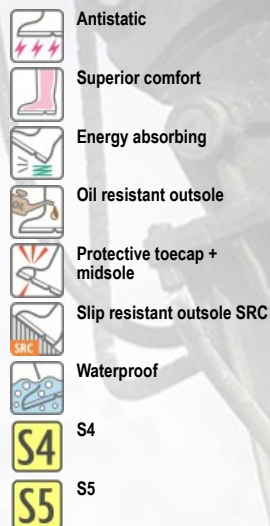 Antistatic
Superior comfort
Energy absorbing
Oil resistant outsole
Protective toecap +
midsole
Slip resistant outsole SRC
SRC
Waterproof
S4
S4
S5
S5